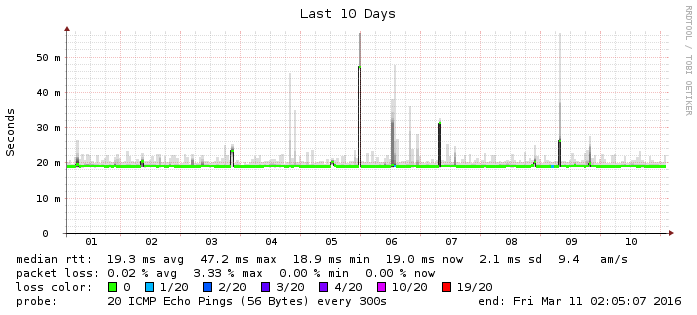 Last 10 Days
RRDTOOL / TOBI OETIKER
Seconds
50 m
40 m
30 m
20 m
10 m
0
01 02 03 04 05 06 07 08 09 10
median rtt: 19.3 ms avg 47.2 ms max 18.9 ms min 19.0 ms now 2.1 ms sd 9.4 am/s
packet loss: 0.02 % avg 3.33 % max 0.00 % min 0.00 % now
loss color: 0 1/20 2/20 3/20 4/20 10/20 19/20
probe: 20 ICMP Echo Pings (56 Bytes) every 300s end: Fri Mar 11 02:05:07 2016